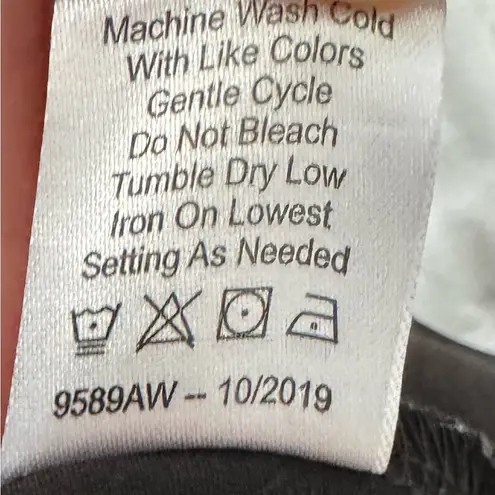 Machine Wash Cold
With Like Colors
Gentle Cycle
Do Not Bleach
Tumble Dry Low
Iron On Lowest
Setting As Needed
9589AW -- 10/2019